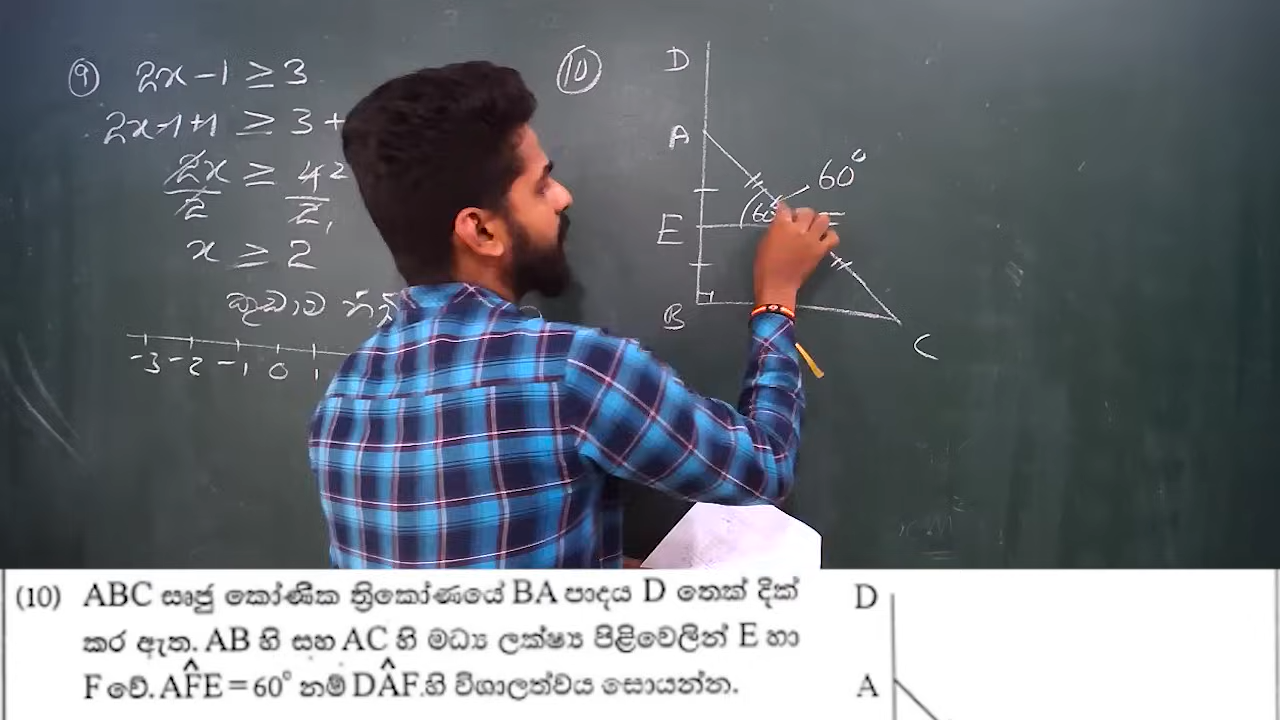 9 2x-1 ≥ 3
2x-1+1 ≥ 3+
2x/2 ≥ 4/2 2
x ≥ 2
කුඩාම
-3 -2 -1 0 1
10
D
A
60°
60°
E
B
C
(10) ABC සෘජු කෝණික ත්‍රිකෝණයේ BA පාදය D තෙක් දික්
කර ඇත. AB හි සහ AC හි මධ්‍ය ලක්ෂ්‍ය පිළිවෙලින් E හා
F වේ. AF̂E = 60° නම් DÂF හි විශාලත්වය සොයන්න.
D
A